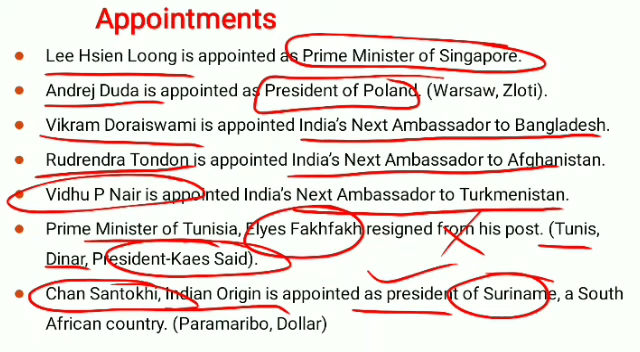 Appointments
Lee Hsien Loong is appointed as Prime Minister of Singapore.
Andrej Duda is appointed as President of Poland. (Warsaw, Zloti).
Vikram Doraiswami is appointed India's Next Ambassador to Bangladesh.
Rudrendra Tondon is appointed India's Next Ambassador to Afghanistan.
Vidhu P Nair is appointed India's Next Ambassador to Turkmenistan.
Prime Minister of Tunisia, Elyes Fakhfakh resigned from his post. (Tunis,
Dinar, President-Kaes Said).
Chan Santokhi, Indian Origin is appointed as president of Suriname, a South
African country. (Paramaribo, Dollar)